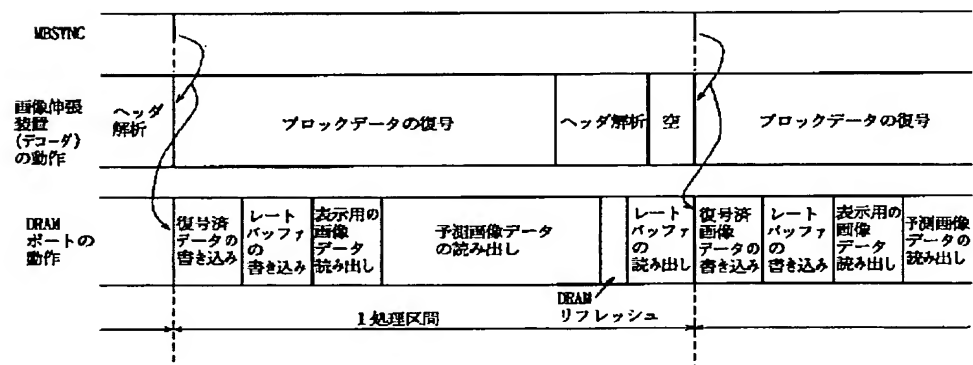 MBSYNC
画像伸張
装置
(デコーダ)
の動作
ヘッダ
解析
ブロックデータの復号
ヘッダ解析
空
ブロックデータの復号
DRAM
ポートの
動作
復号済
データの
書き込み
レート
バッファ
の
書き込み
表示用の
画像
データ
読み出し
予測画像データ
の読み出し
レート
バッファ
の
読み出し
復号済
画像
データの
書き込み
レート
バッファ
の
書き込み
表示用の
画像
データ
読み出し
予測画像
データの
読み出し
DRAM
リフレッシュ
1処理区間